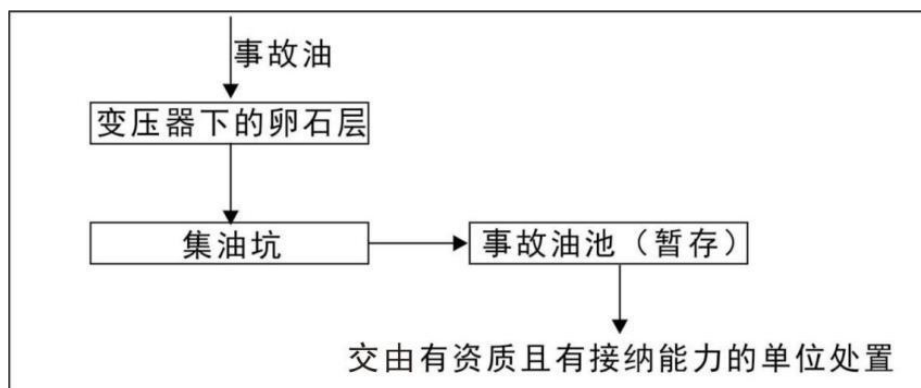 事故油
变压器下的卵石层
集油坑
事故油池（暂存）
交由有资质且有接纳能力的单位处置